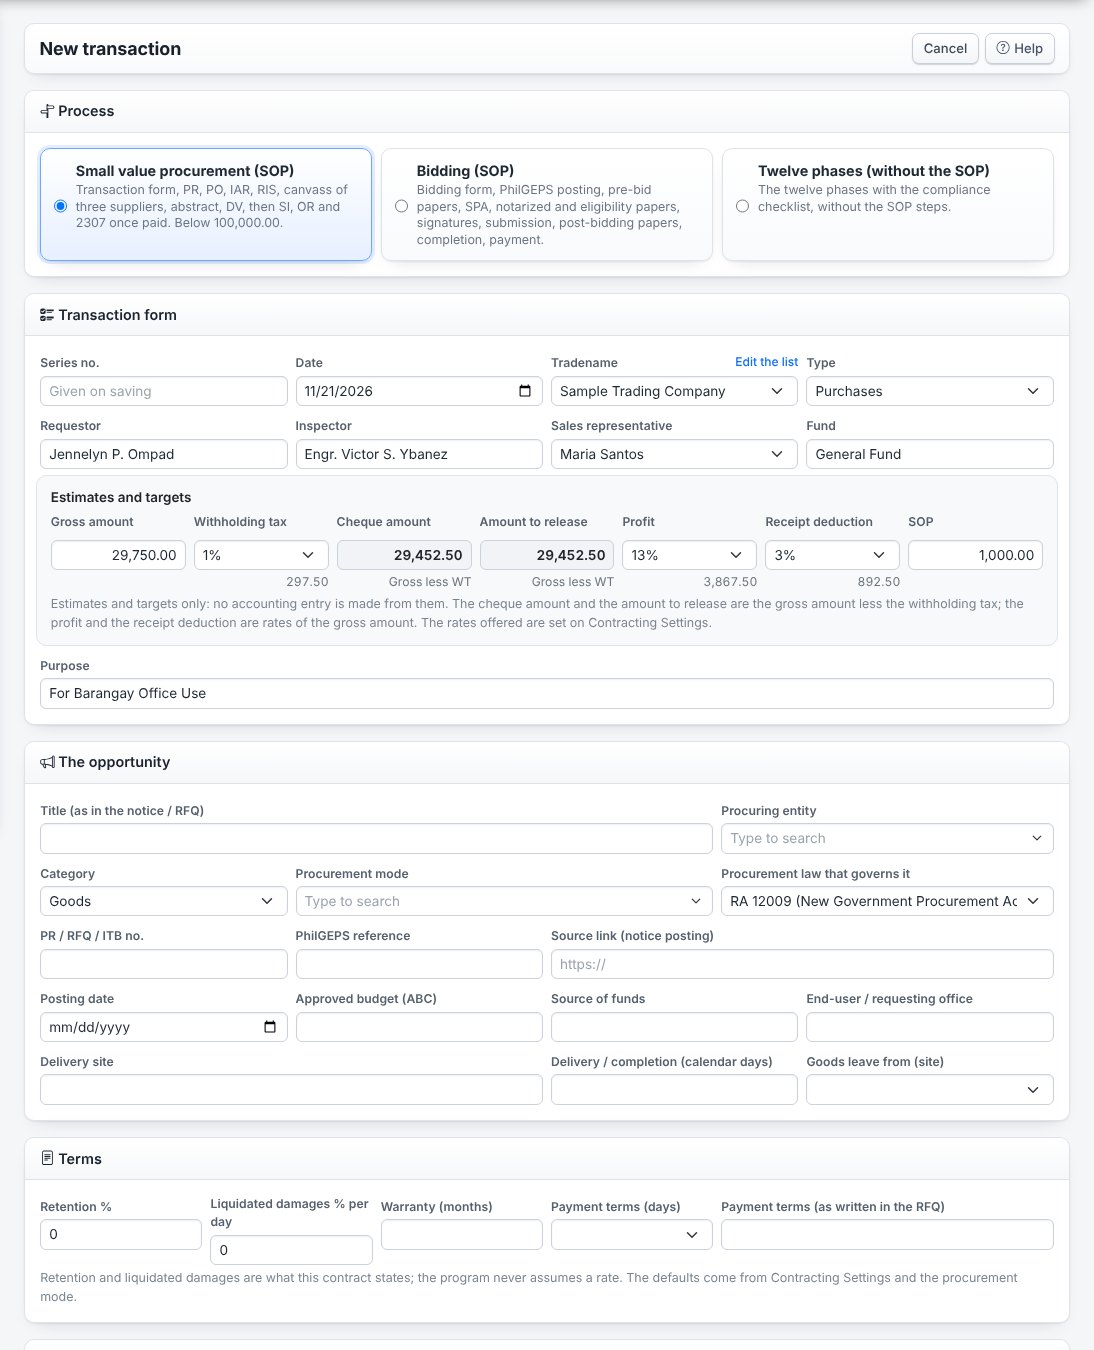 New transaction
Cancel
Help
Process
Small value procurement (SOP)
Transaction form, PR, PO, IAR, RIS, canvass of
three suppliers, abstract, DV, then SI, OR and
2307 once paid. Below 100,000.00.
Bidding (SOP)
Bidding form, PhilGEPS posting, pre-bid
papers, SPA, notarized and eligibility papers,
signatures, submission, post-bidding papers,
completion, payment.
Twelve phases (without the SOP)
The twelve phases with the compliance
checklist, without the SOP steps.
Transaction form
Series no.
Given on saving
Date
11/21/2026
Tradename
Edit the list
Sample Trading Company
Type
Purchases
Requestor
Jennelyn P. Ompad
Inspector
Engr. Victor S. Ybanez
Sales representative
Maria Santos
Fund
General Fund
Estimates and targets
Gross amount
29,750.00
Withholding tax
1%
297.50
Cheque amount
29,452.50
Gross less WT
Amount to release
29,452.50
Gross less WT
Profit
13%
3,867.50
Receipt deduction
3%
892.50
SOP
1,000.00
Estimates and targets only: no accounting entry is made from them. The cheque amount and the amount to release are the gross amount less the withholding tax; the
profit and the receipt deduction are rates of the gross amount. The rates offered are set on Contracting Settings.
Purpose
For Barangay Office Use
The opportunity
Title (as in the notice / RFQ)
Procuring entity
Type to search
Category
Goods
Procurement mode
Type to search
Procurement law that governs it
RA 12009 (New Government Procurement Ac
PR / RFQ / ITB no.
PhilGEPS reference
Source link (notice posting)
https://
Posting date
mm/dd/yyyy
Approved budget (ABC)
Source of funds
End-user / requesting office
Delivery site
Delivery / completion (calendar days)
Goods leave from (site)
Terms
Retention %
0
Liquidated damages % per
day
0
Warranty (months)
Payment terms (days)
Payment terms (as written in the RFQ)
Retention and liquidated damages are what this contract states; the program never assumes a rate. The defaults come from Contracting Settings and the procurement
mode.